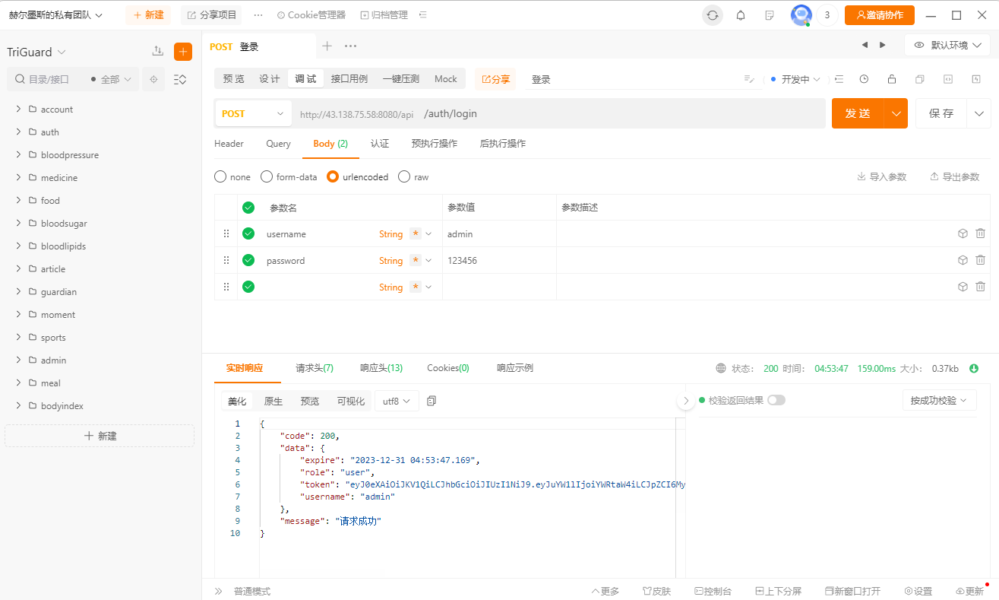 赫尔墨斯的私有团队 + 新建 分享项目 ··· Cookie管理器 归档管理 3 邀请协作
TriGuard
目录/接口 全部
account
auth
bloodpressure
medicine
food
bloodsugar
bloodlipids
article
guardian
moment
sports
admin
meal
bodyindex
+ 新建
POST 登录 + ··· 默认环境
预览 设计 调试 接口用例 一键压测 Mock 分享 登录 开发中
POST http://43.138.75.58:8080/api /auth/login 发送 保存
Header Query Body (2) 认证 预执行操作 后执行操作
none form-data urlencoded raw 导入参数 导出参数
参数名 参数值 参数描述
username String * admin
password String * 123456
String *
实时响应 请求头(7) 响应头(13) Cookies(0) 响应示例 状态: 200 时间: 04:53:47 159.00ms 大小: 0.37kb
美化 原生 预览 可视化 utf8 校验返回结果 按成功校验
1 {
2 "code": 200,
3 "data": {
4 "expire": "2023-12-31 04:53:47.169",
5 "role": "user",
6 "token": "eyJ0eXAiOiJKV1QiLCJhbGciOiJIUzI1NiJ9.eyJuYW1lIjoiYWRtaW4iLCJpZCI6My
7 "username": "admin"
8 },
9 "message": "请求成功"
10 }
普通模式 更多 皮肤 控制台 上下分屏 新窗口打开 设置 更新